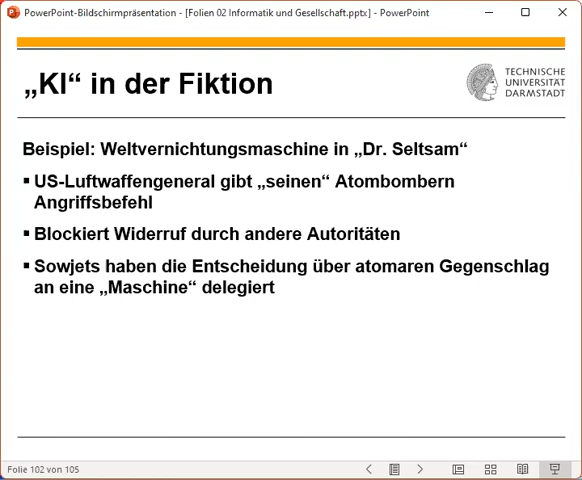 PowerPoint-Bildschirmpräsentation - [Folien 02 Informatik und Gesellschaft.pptx] - PowerPoint
„KI“ in der Fiktion
TECHNISCHE
UNIVERSITÄT
DARMSTADT
Beispiel: Weltvernichtungsmaschine in „Dr. Seltsam“
▪ US-Luftwaffengeneral gibt „seinen“ Atombombern
Angriffsbefehl
▪ Blockiert Widerruf durch andere Autoritäten
▪ Sowjets haben die Entscheidung über atomaren Gegenschlag
an eine „Maschine“ delegiert
Folie 102 von 105